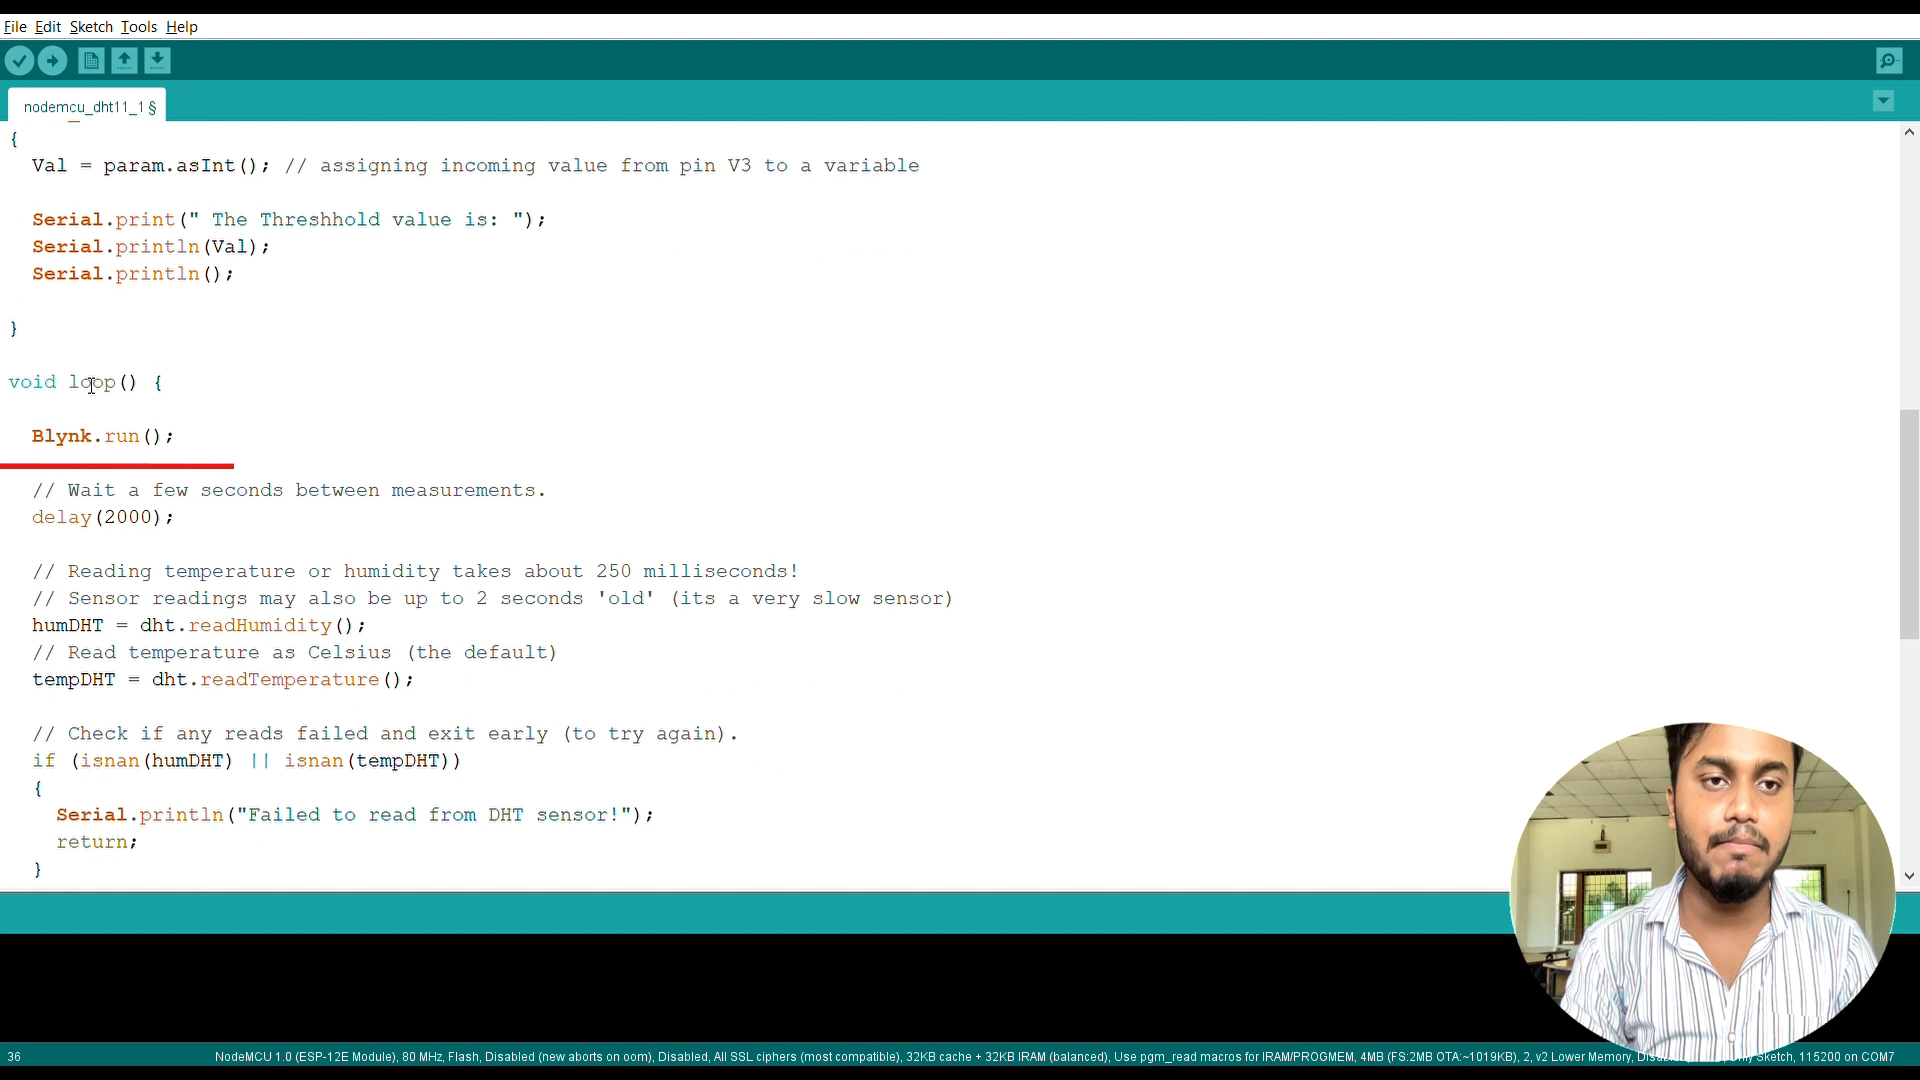 File Edit Sketch Tools Help
nodemcu_dht11_1 §
{
Val = param.asInt(); // assigning incoming value from pin V3 to a variable
Serial.print(" The Threshhold value is: ");
Serial.println(Val);
Serial.println();
}
void loop() {
Blynk.run();
// Wait a few seconds between measurements.
delay(2000);
// Reading temperature or humidity takes about 250 milliseconds!
// Sensor readings may also be up to 2 seconds 'old' (its a very slow sensor)
humDHT = dht.readHumidity();
// Read temperature as Celsius (the default)
tempDHT = dht.readTemperature();
// Check if any reads failed and exit early (to try again).
if (isnan(humDHT) || isnan(tempDHT))
{
Serial.println("Failed to read from DHT sensor!");
return;
}
36 NodeMCU 1.0 (ESP-12E Module), 80 MHz, Flash, Disabled (new aborts on oom), Disabled, All SSL ciphers (most compatible), 32KB cache + 32KB IRAM (balanced), Use pgm_read macros for IRAM/PROGMEM, 4MB (FS:2MB OTA:~1019KB), 2, v2 Lower Memory, Sketch, 115200 on COM7